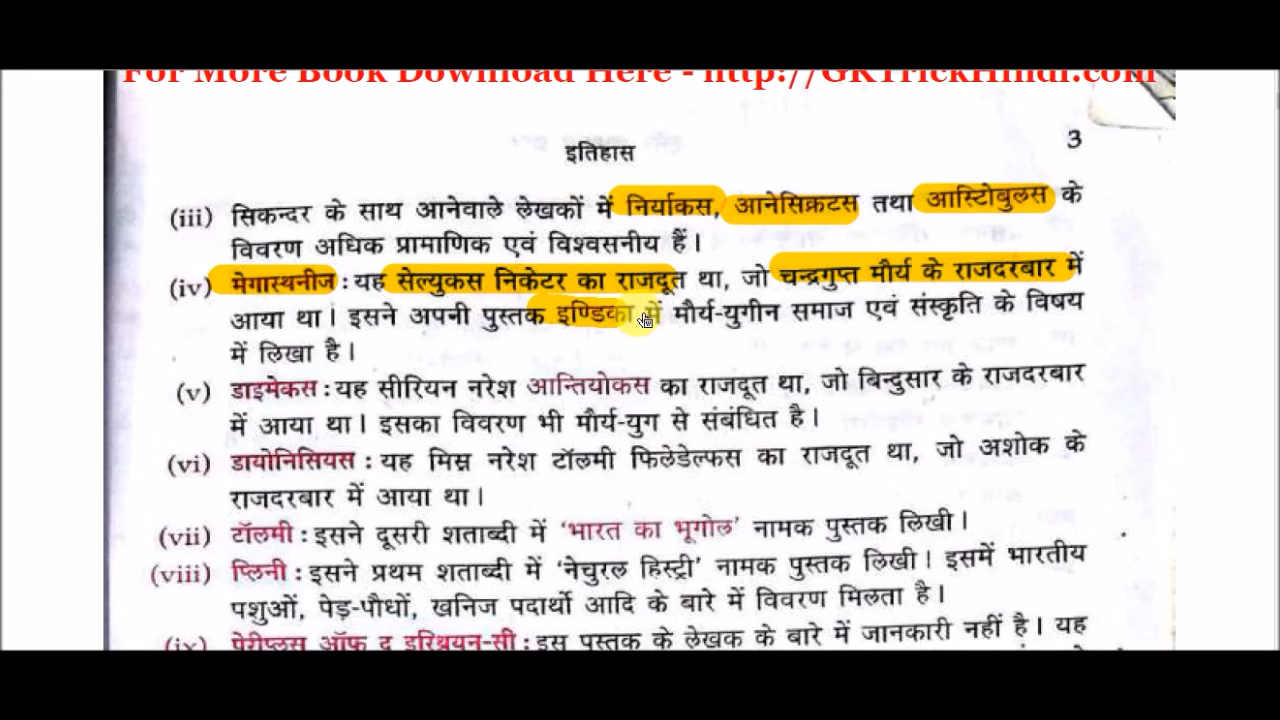 For More Book Download Here - http://GKTrickHindi.com
इतिहास
3
(iii) सिकन्दर के साथ आनेवाले लेखकों में निर्याकस, आनेसिक्रटस तथा आस्टिोबुलस के
विवरण अधिक प्रामाणिक एवं विश्वसनीय हैं।
(iv) मेगास्थनीज : यह सेल्युकस निकेटर का राजदूत था, जो चन्द्रगुप्त मौर्य के राजदरबार में
आया था। इसने अपनी पुस्तक इण्डिका में मौर्य-युगीन समाज एवं संस्कृति के विषय
में लिखा है।
(v) डाइमेकस : यह सीरियन नरेश आन्तियोकस का राजदूत था, जो बिन्दुसार के राजदरबार
में आया था। इसका विवरण भी मौर्य-युग से संबंधित है।
(vi) डायोनिसियस : यह मिस्र नरेश टॉलमी फिलेडेल्फस का राजदूत था, जो अशोक के
राजदरबार में आया था।
(vii) टॉलमी : इसने दूसरी शताब्दी में 'भारत का भूगोल' नामक पुस्तक लिखी।
(viii) प्लिनी : इसने प्रथम शताब्दी में 'नेचुरल हिस्ट्री' नामक पुस्तक लिखी। इसमें भारतीय
पशुओं, पेड़-पौधों, खनिज पदार्थो आदि के बारे में विवरण मिलता है।
(ix) पेरीप्लस ऑफ द इरिथ्रयन-सी : इस पुस्तक के लेखक के बारे में जानकारी नहीं है। यह